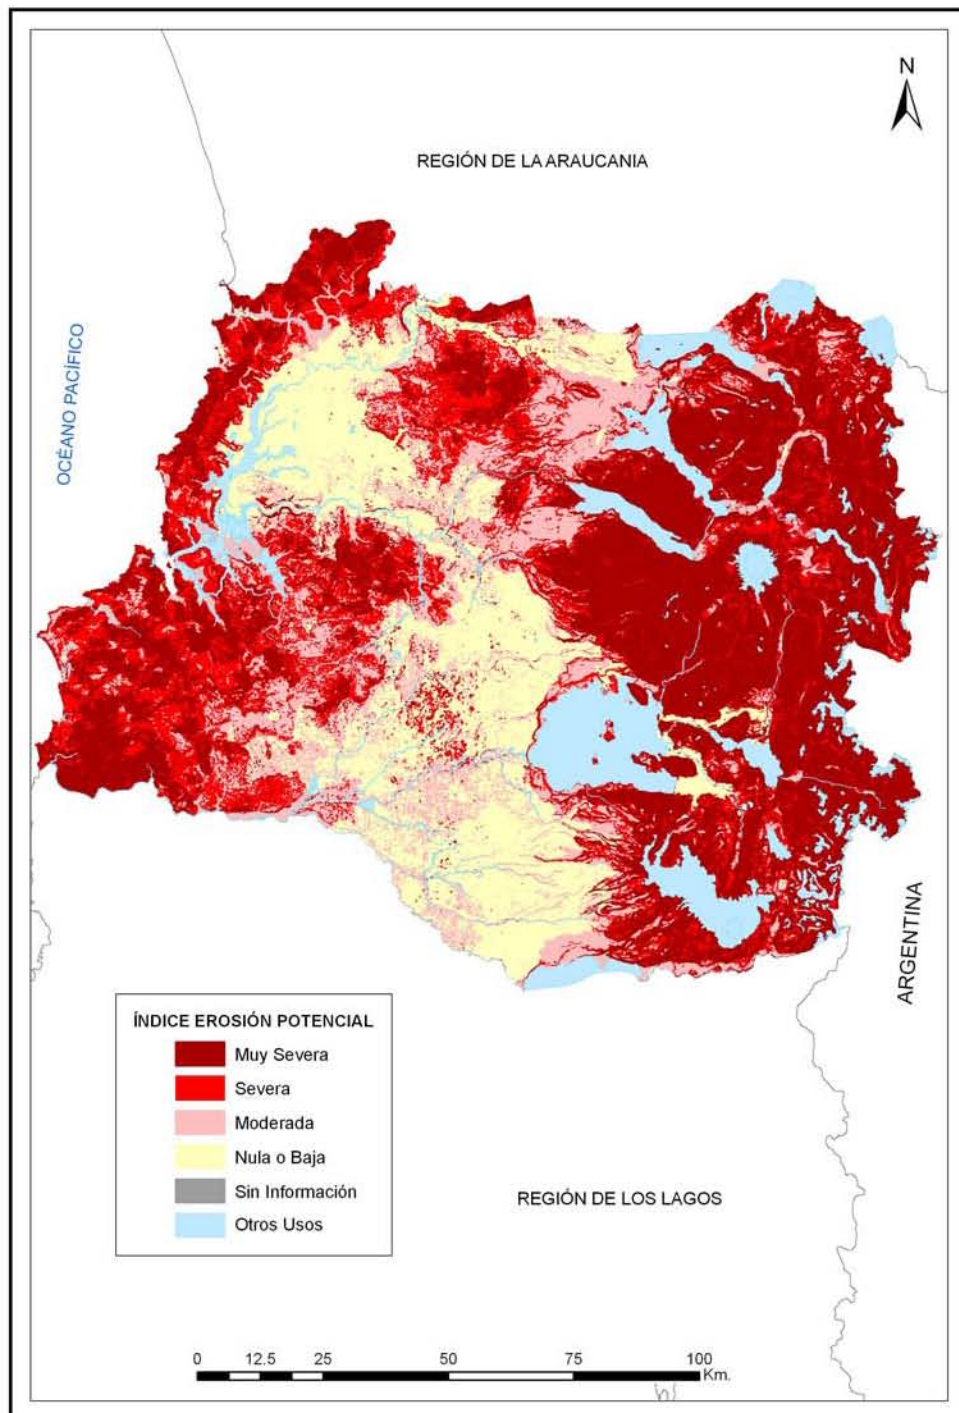 N
REGIÓN DE LA ARAUCANIA
OCÉANO PACÍFICO
ARGENTINA
ÍNDICE EROSIÓN POTENCIAL
Muy Severa
Severa
Moderada
Nula o Baja
Sin Información
Otros Usos
REGIÓN DE LOS LAGOS
0 12.5 25 50 75 100
Km.